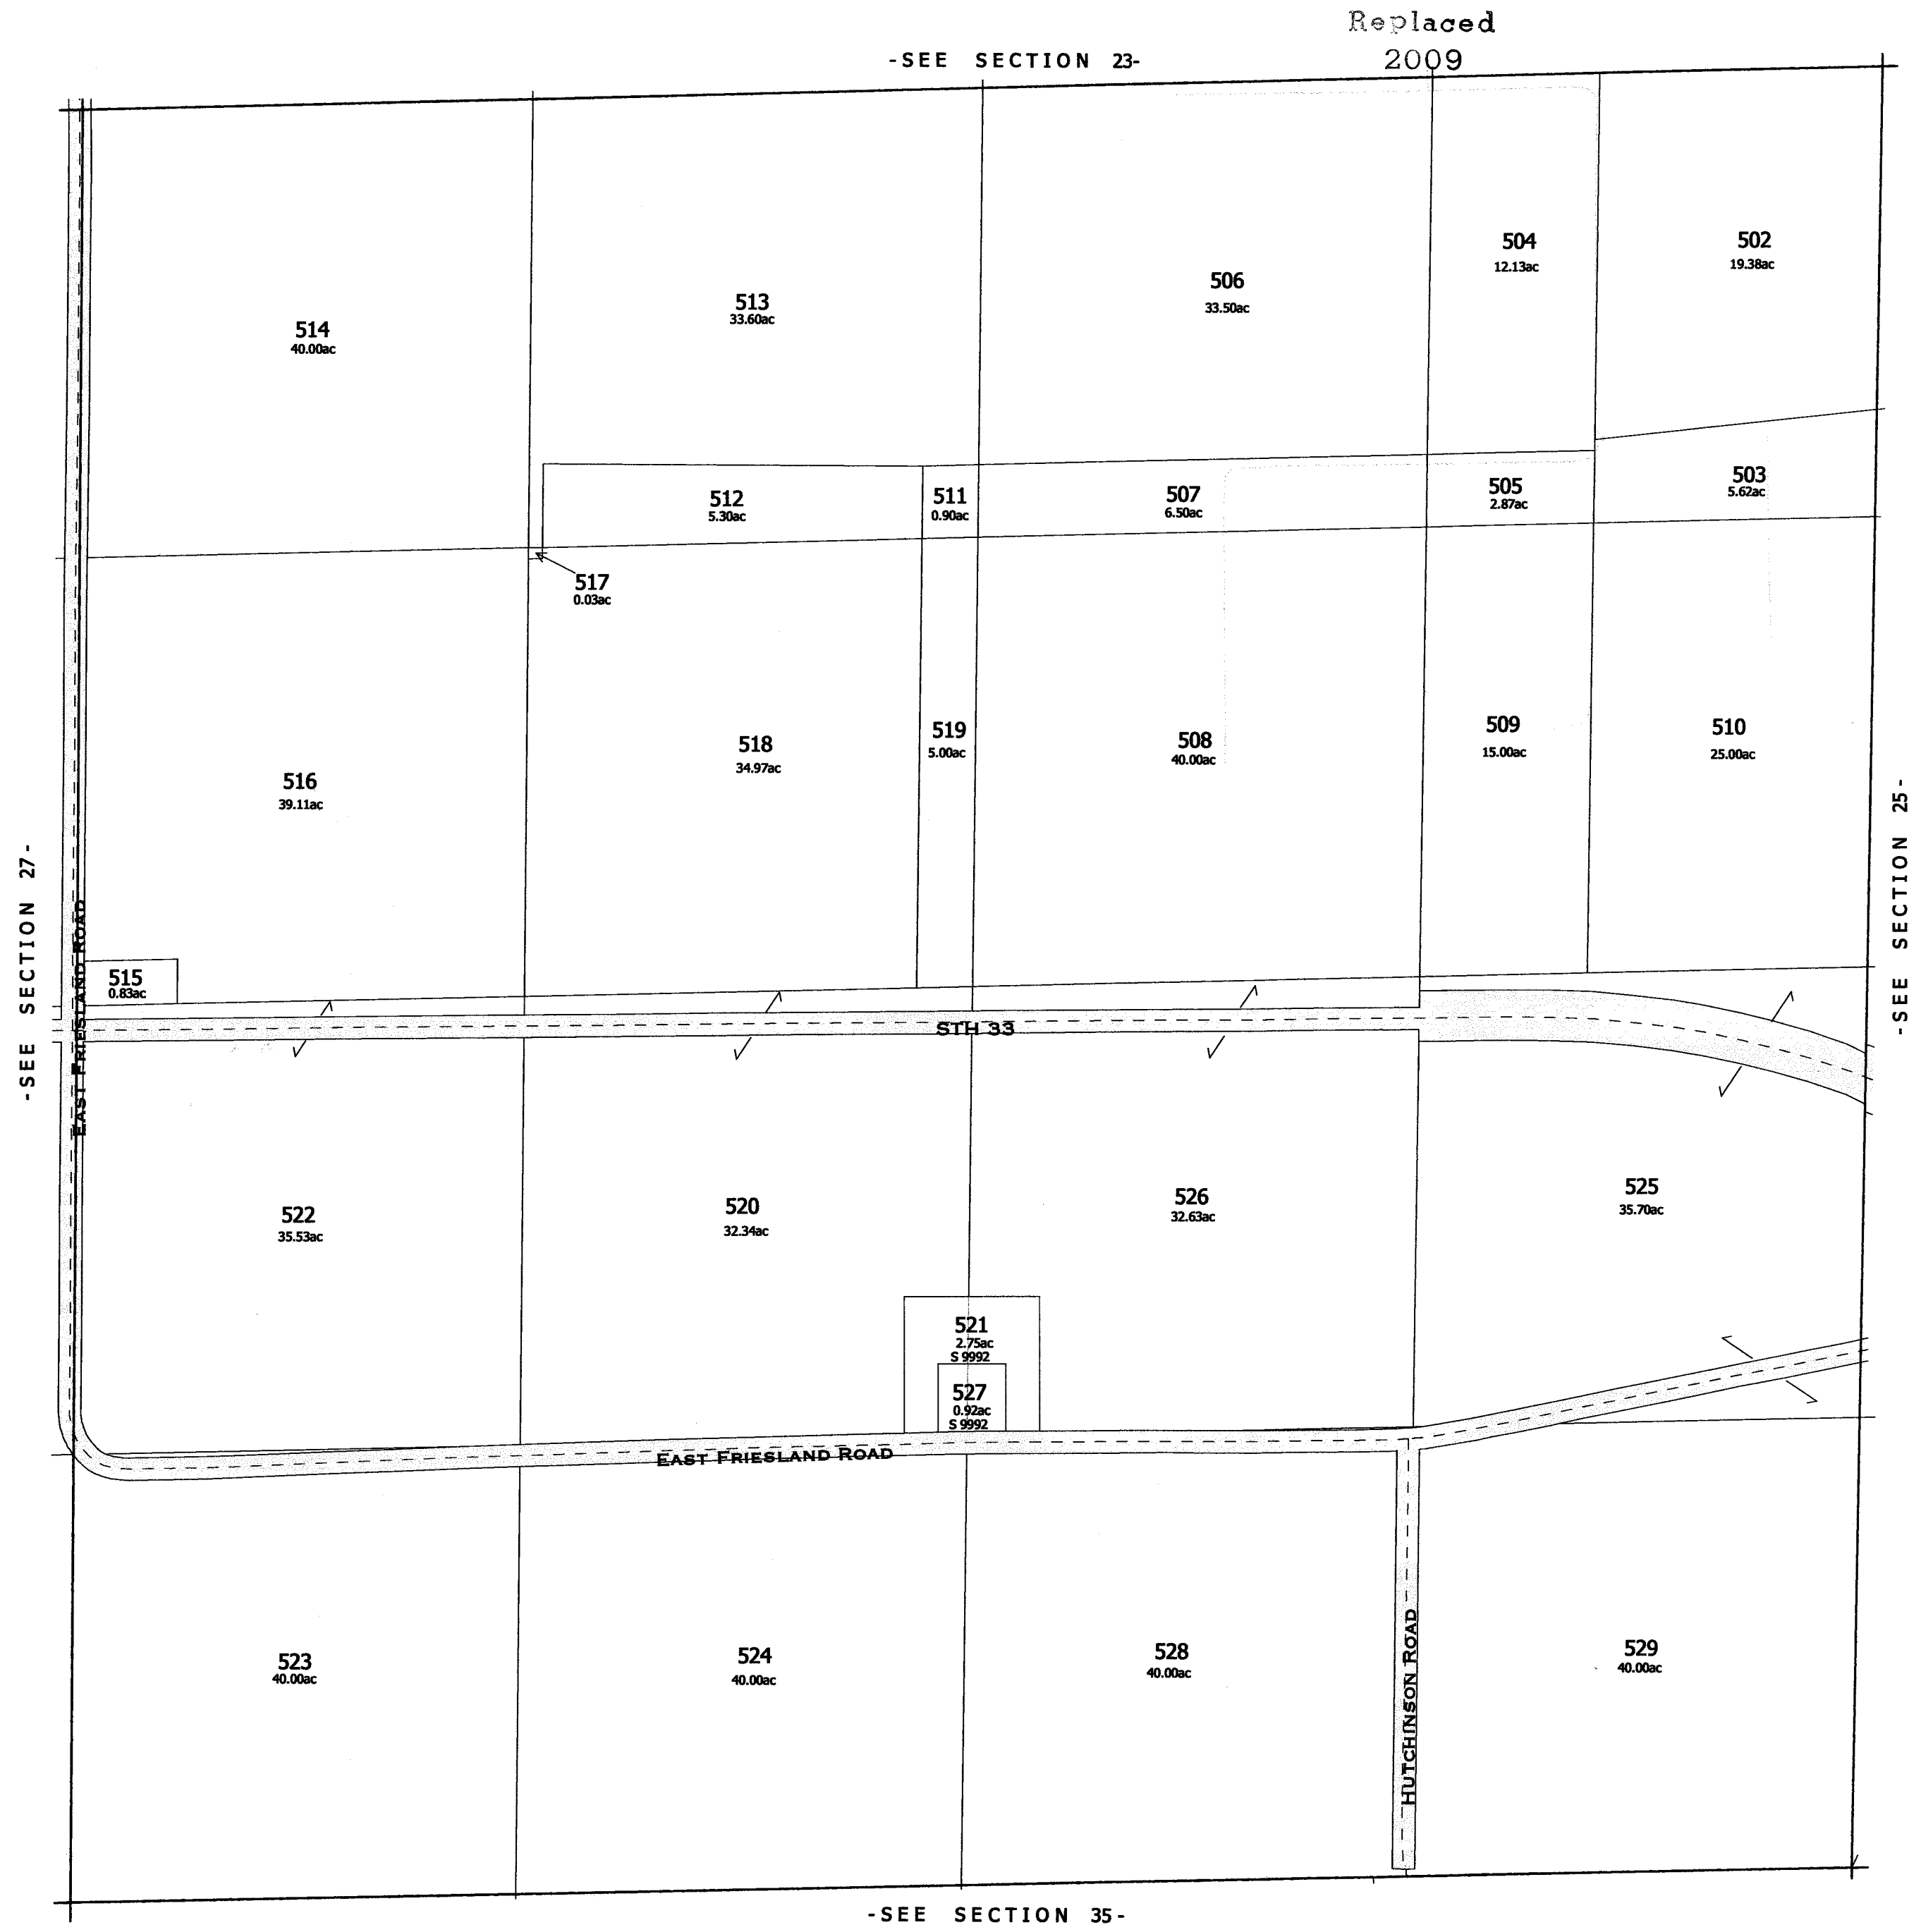 Replaced
2009
-SEE SECTION 23-
504
12.13ac
502
19.38ac
506
33.50ac
513
33.60ac
514
40.00ac
512
5.30ac
511
0.90ac
507
6.50ac
505
2.87ac
503
5.62ac
517
0.03ac
516
39.11ac
518
34.97ac
519
5.00ac
508
40.00ac
509
15.00ac
510
25.00ac
-SEE SECTION 27-
-SEE SECTION 25-
EAST FRIESLAND ROAD
515
0.83ac
STH 33
522
35.53ac
520
32.34ac
526
32.63ac
525
35.70ac
521
2.75ac
S 9992
527
0.92ac
S 9992
EAST FRIESLAND ROAD
523
40.00ac
524
40.00ac
528
40.00ac
HUTCHINSON ROAD
529
40.00ac
-SEE SECTION 35-